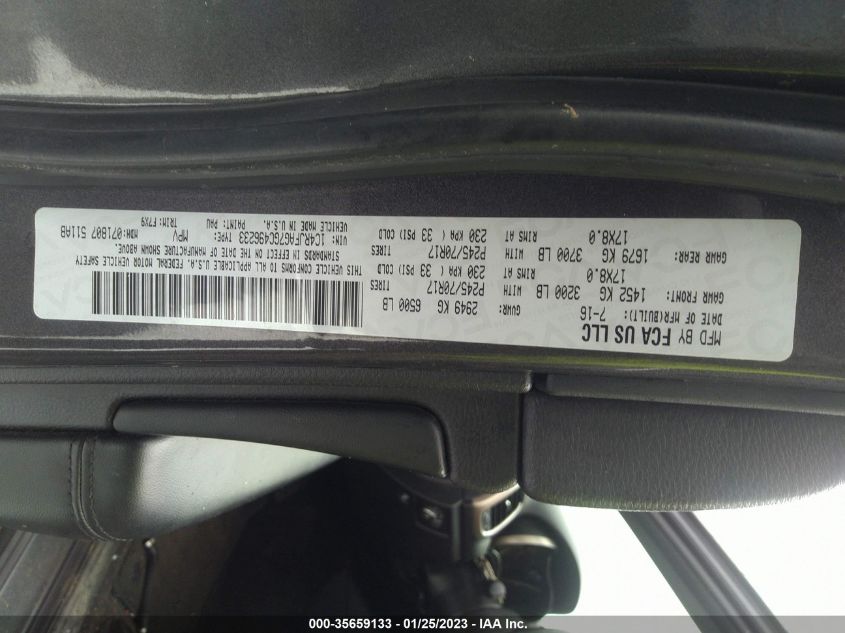 MFD BY FCA US LLC
DATE OF MFR(BUILT): 7-16 GVWR: 2949 KG 6500 LB
GAWR FRONT: 1452 KG 3200 LB WITH P245/70R17 TIRES
17X8.0 RIMS AT 230 KPA ( 33 PSI) COLD
GAWR REAR: 1679 KG 3700 LB WITH P245/70R17 TIRES
17X8.0 RIMS AT 230 KPA ( 33 PSI) COLD
THIS VEHICLE CONFORMS TO ALL APPLICABLE U.S.A. FEDERAL MOTOR VEHICLE SAFETY
STANDARDS IN EFFECT ON THE DATE OF MANUFACTURE SHOWN ABOVE.
VIN: 1C4RJFAG7GC496233 TYPE: MPV MDH:071807 511AB
VEHICLE MADE IN U.S.A. PAINT: PAU TRIM:F7X9
000-35659133 - 01/25/2023 - IAA Inc.